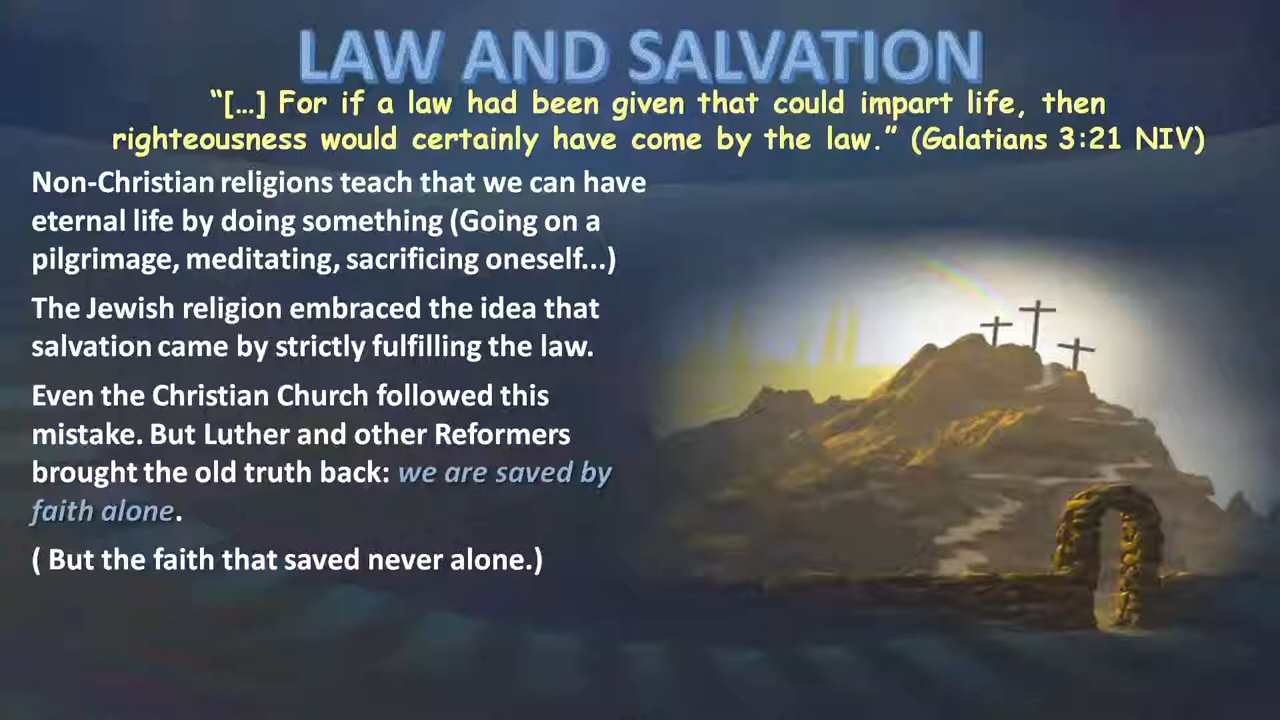 LAW AND SALVATION
“[…] For if a law had been given that could impart life, then
righteousness would certainly have come by the law.” (Galatians 3:21 NIV)
Non-Christian religions teach that we can have
eternal life by doing something (Going on a
pilgrimage, meditating, sacrificing oneself...)
The Jewish religion embraced the idea that
salvation came by strictly fulfilling the law.
Even the Christian Church followed this
mistake. But Luther and other Reformers
brought the old truth back: we are saved by
faith alone.
( But the faith that saved never alone.)